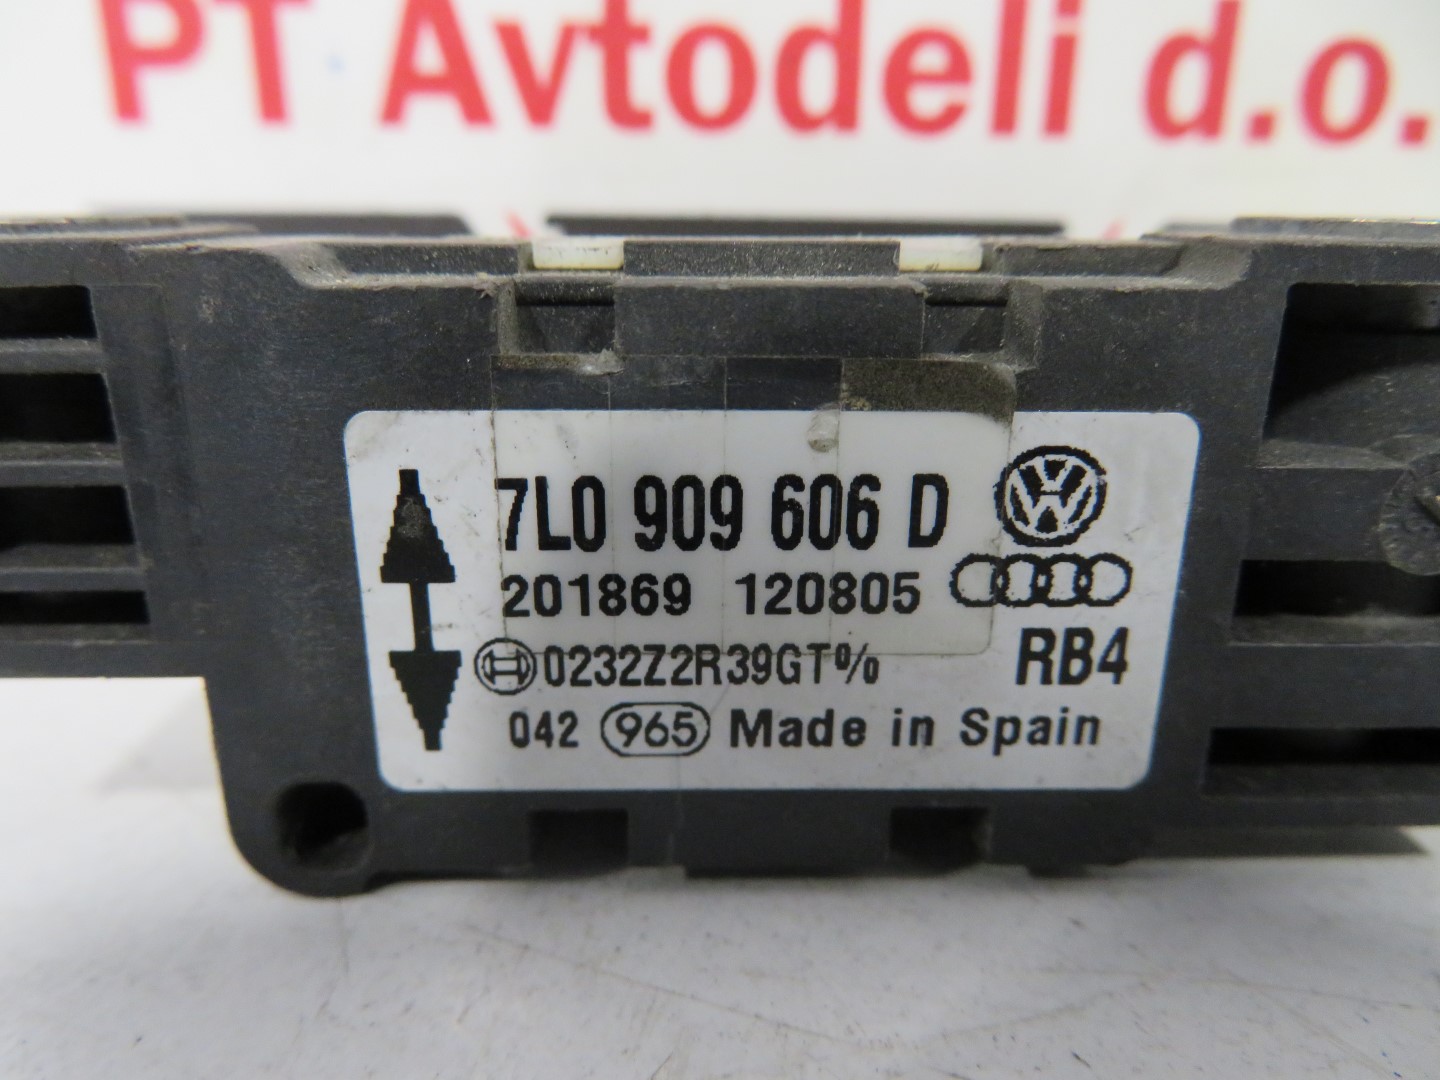 PT Avtodeli d.o.
7L0 909 606 D
201869 120805
0232Z2R39GT%
RB4
042 965 Made in Spain